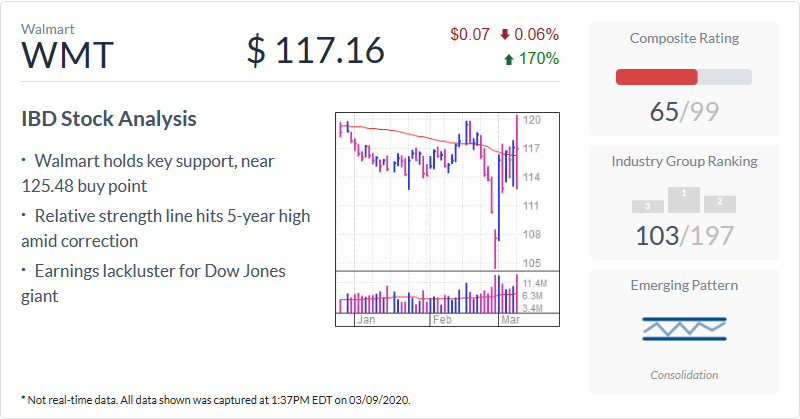 Walmart
WMT
$ 117.16
$0.07 0.06%
170%
IBD Stock Analysis
· Walmart holds key support, near
125.48 buy point
· Relative strength line hits 5-year high
amid correction
· Earnings lackluster for Dow Jones
giant
120
117
114
111
108
105
11.4M
6.3M
3.4M
Jan Feb Mar
Composite Rating
65/99
Industry Group Ranking
3 1 2
103/197
Emerging Pattern
Consolidation
* Not real-time data. All data shown was captured at 1:37PM EDT on 03/09/2020.